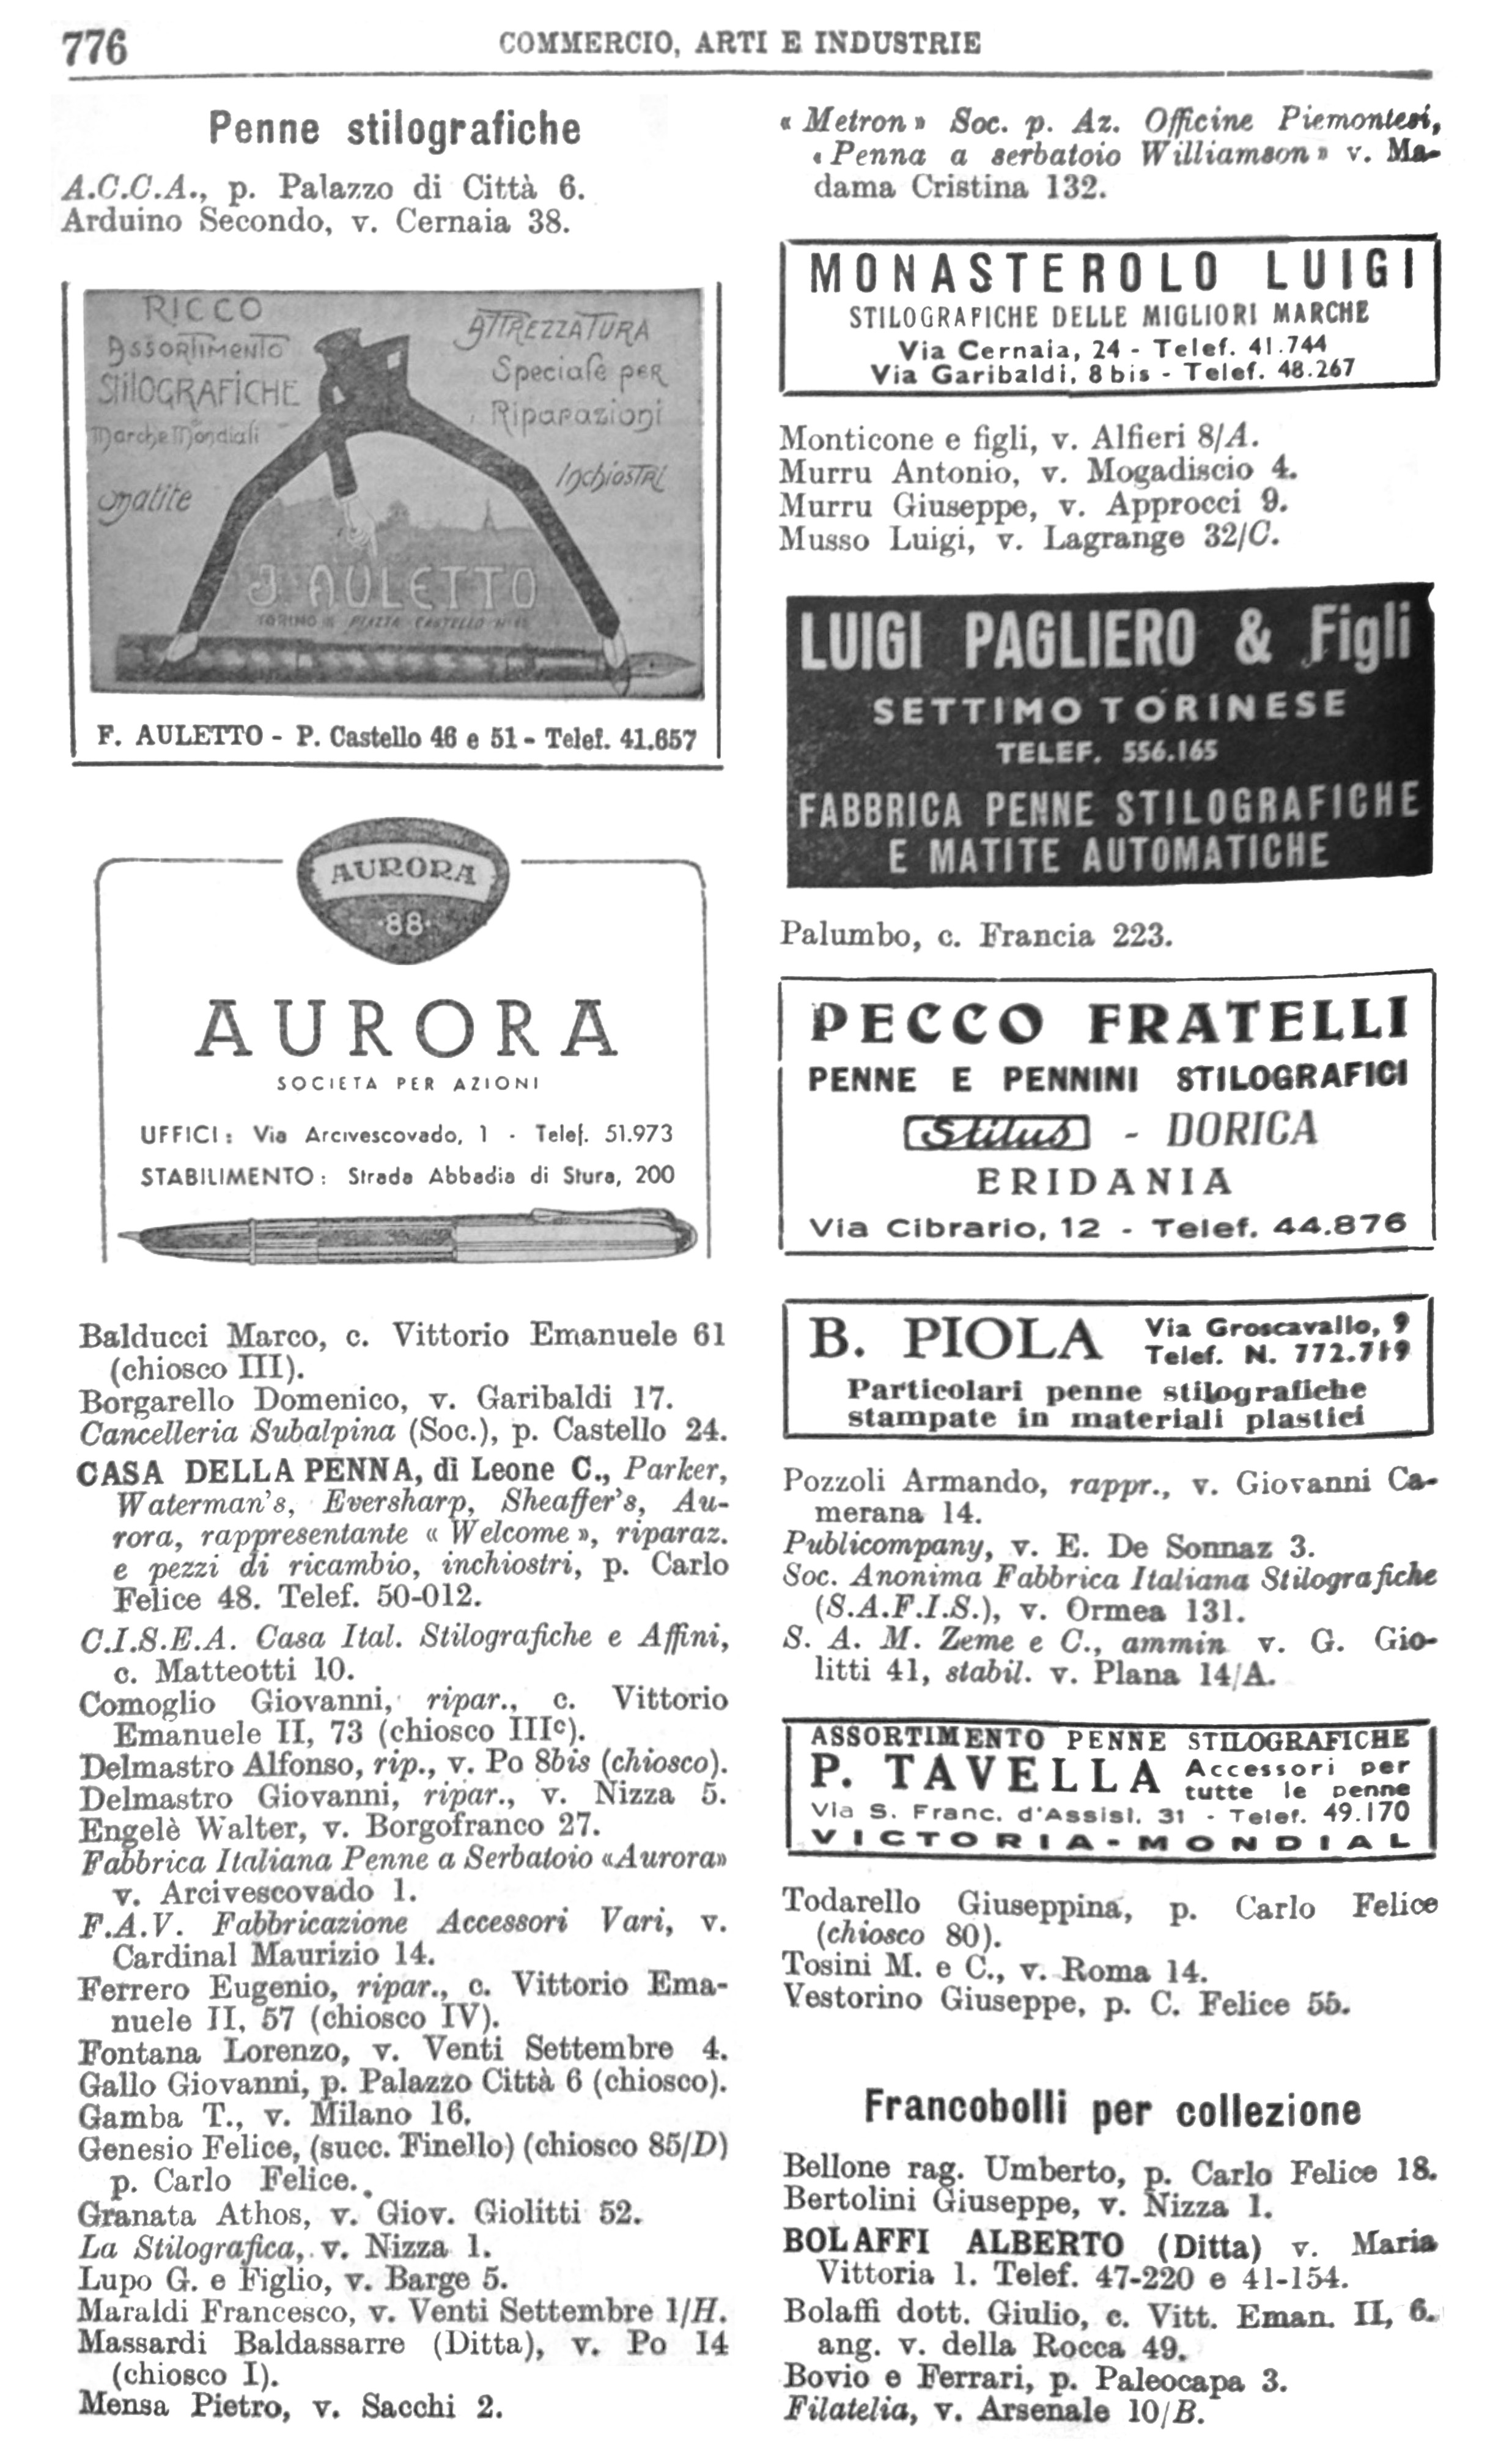 776
COMMERCIO, ARTI E INDUSTRIE
Penne stilografiche
A.C.C.A., p. Palazzo di Città 6.
Arduino Secondo, v. Cernaia 38.
RICCO
ASSORTIMENTO
STILOGRAFICHE
Marche Mondiali
matite
ATTREZZATURA
Speciale PER
Riparazioni
Inchiostri
J. AULETTO
TORINO PIAZZA CASTELLO
F. AULETTO - P. Castello 46 e 51 - Telef. 41.657
AURORA
·88·
AURORA
SOCIETA PER AZIONI
UFFICI: Via Arcivescovado, 1 - Telef. 51.973
STABILIMENTO: Strada Abbadia di Stura, 200
Balducci Marco, c. Vittorio Emanuele 61
(chiosco III).
Borgarello Domenico, v. Garibaldi 17.
Cancelleria Subalpina (Soc.), p. Castello 24.
CASA DELLA PENNA, di Leone C., Parker,
Waterman's, Eversharp, Sheaffer's, Au-
rora, rappresentante « Welcome », riparaz.
e pezzi di ricambio, inchiostri, p. Carlo
Felice 48. Telef. 50-012.
C.I.S.E.A. Casa Ital. Stilografiche e Affini,
c. Matteotti 10.
Comoglio Giovanni, ripar., c. Vittorio
Emanuele II, 73 (chiosco IIIc).
Delmastro Alfonso, rip., v. Po 8bis (chiosco).
Delmastro Giovanni, ripar., v. Nizza 5.
Engelè Walter, v. Borgofranco 27.
Fabbrica Italiana Penne a Serbatoio «Aurora»
v. Arcivescovado 1.
F.A.V. Fabbricazione Accessori Vari, v.
Cardinal Maurizio 14.
Ferrero Eugenio, ripar., c. Vittorio Ema-
nuele II, 57 (chiosco IV).
Fontana Lorenzo, v. Venti Settembre 4.
Gallo Giovanni, p. Palazzo Città 6 (chiosco).
Gamba T., v. Milano 16.
Genesio Felice, (succ. Finello) (chiosco 85/D)
p. Carlo Felice.
Granata Athos, v. Giov. Giolitti 52.
La Stilografica, v. Nizza 1.
Lupo G. e Figlio, v. Barge 5.
Maraldi Francesco, v. Venti Settembre 1/H.
Massardi Baldassarre (Ditta), v. Po 14
(chiosco I).
Mensa Pietro, v. Sacchi 2.
« Metron » Soc. p. Az. Officine Piemontesi,
« Penna a serbatoio Williamson » v. Ma-
dama Cristina 132.
MONASTEROLO LUIGI
STILOGRAFICHE DELLE MIGLIORI MARCHE
Via Cernaia, 24 - Telef. 41.744
Via Garibaldi, 8 bis - Telef. 48.267
Monticone e figli, v. Alfieri 8/A.
Murru Antonio, v. Mogadiscio 4.
Murru Giuseppe, v. Approcci 9.
Musso Luigi, v. Lagrange 32/C.
LUIGI PAGLIERO & Figli
SETTIMO TORINESE
TELEF. 556.165
FABBRICA PENNE STILOGRAFICHE
E MATITE AUTOMATICHE
Palumbo, c. Francia 223.
PECCO FRATELLI
PENNE E PENNINI STILOGRAFICI
Stilus - DORICA
ERIDANIA
Via Cibrario, 12 - Telef. 44.876
B. PIOLA Via Groscavallo, 9
Telef. N. 772.719
Particolari penne stilografiche
stampate in materiali plastici
Pozzoli Armando, rappr., v. Giovanni Ca-
merana 14.
Publicompany, v. E. De Sonnaz 3.
Soc. Anonima Fabbrica Italiana Stilografiche
(S.A.F.I.S.), v. Ormea 131.
S. A. M. Zeme e C., ammin v. G. Gio-
litti 41, stabil. v. Plana 14/A.
ASSORTIMENTO PENNE STILOGRAFICHE
P. TAVELLA Accessori per
tutte le penne
Via S. Franc. d'Assisi, 31 - Telef. 49.170
VICTORIA-MONDIAL
Todarello Giuseppina, p. Carlo Felice
(chiosco 80).
Tosini M. e C., v. Roma 14.
Vestorino Giuseppe, p. C. Felice 55.
Francobolli per collezione
Bellone rag. Umberto, p. Carlo Felice 18.
Bertolini Giuseppe, v. Nizza 1.
BOLAFFI ALBERTO (Ditta) v. Maria
Vittoria 1. Telef. 47-220 e 41-154.
Bolaffi dott. Giulio, c. Vitt. Eman. II, 6.
ang. v. della Rocca 49.
Bovio e Ferrari, p. Paleocapa 3.
Filatelia, v. Arsenale 10/B.